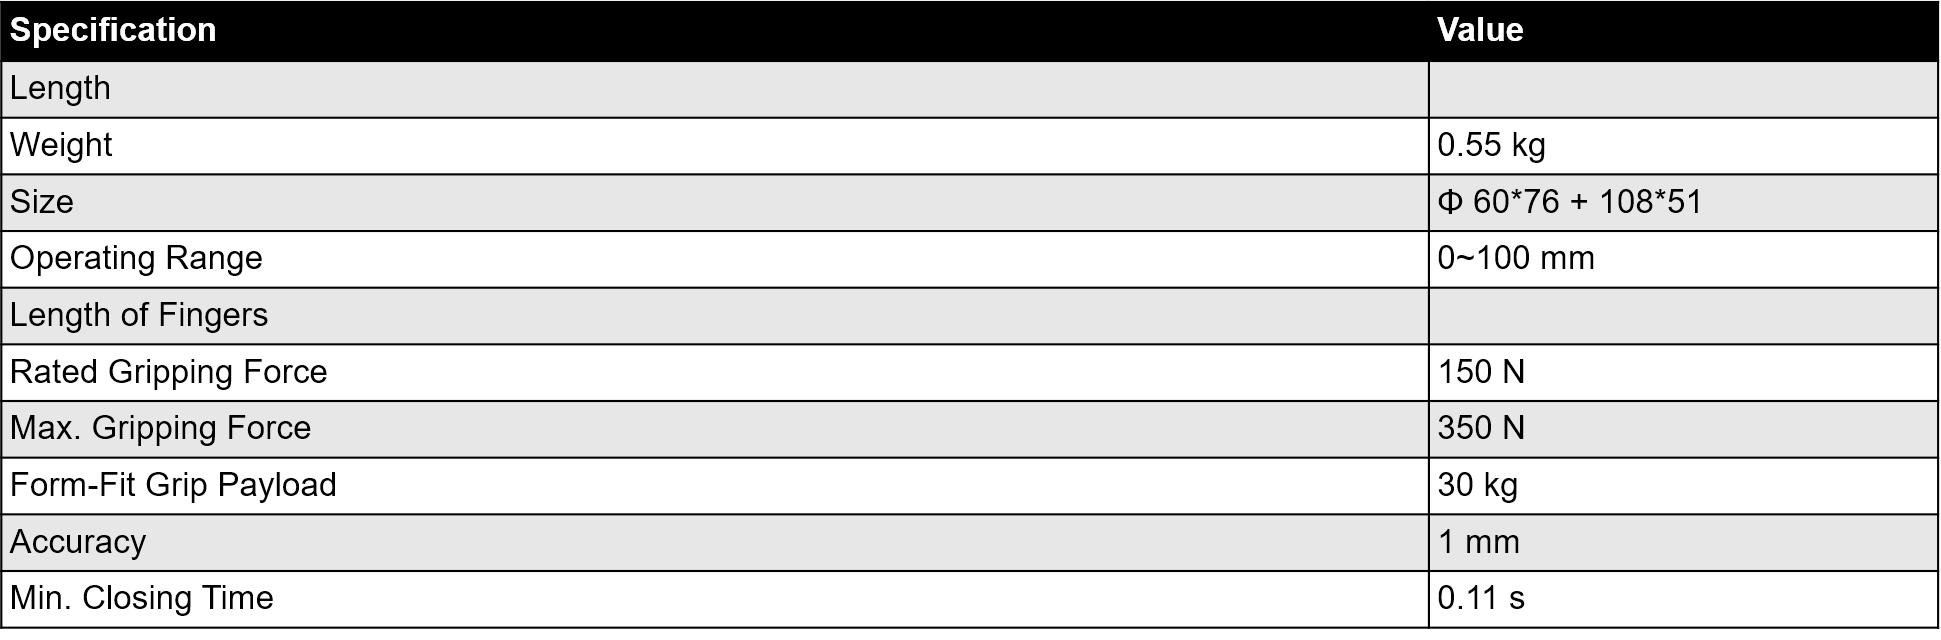 Specification Value
Length
Weight 0.55 kg
Size Φ 60*76 + 108*51
Operating Range 0~100 mm
Length of Fingers
Rated Gripping Force 150 N
Max. Gripping Force 350 N
Form-Fit Grip Payload 30 kg
Accuracy 1 mm
Min. Closing Time 0.11 s